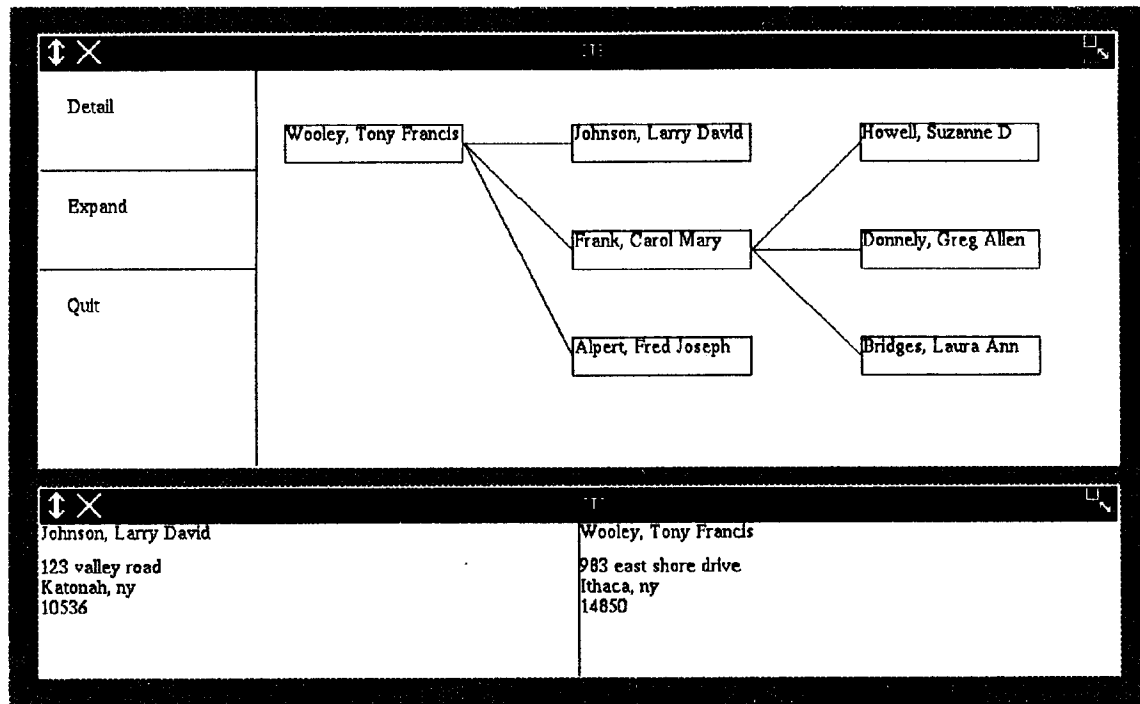 Detail
Expand
Quit
Wooley, Tony Francis
Johnson, Larry David
Howell, Suzanne D
Frank, Carol Mary
Donnely, Greg Allen
Alpert, Fred Joseph
Bridges, Laura Ann
Johnson, Larry David
123 valley road
Katonah, ny
10536
Wooley, Tony Francis
983 east shore drive
Ithaca, ny
14850